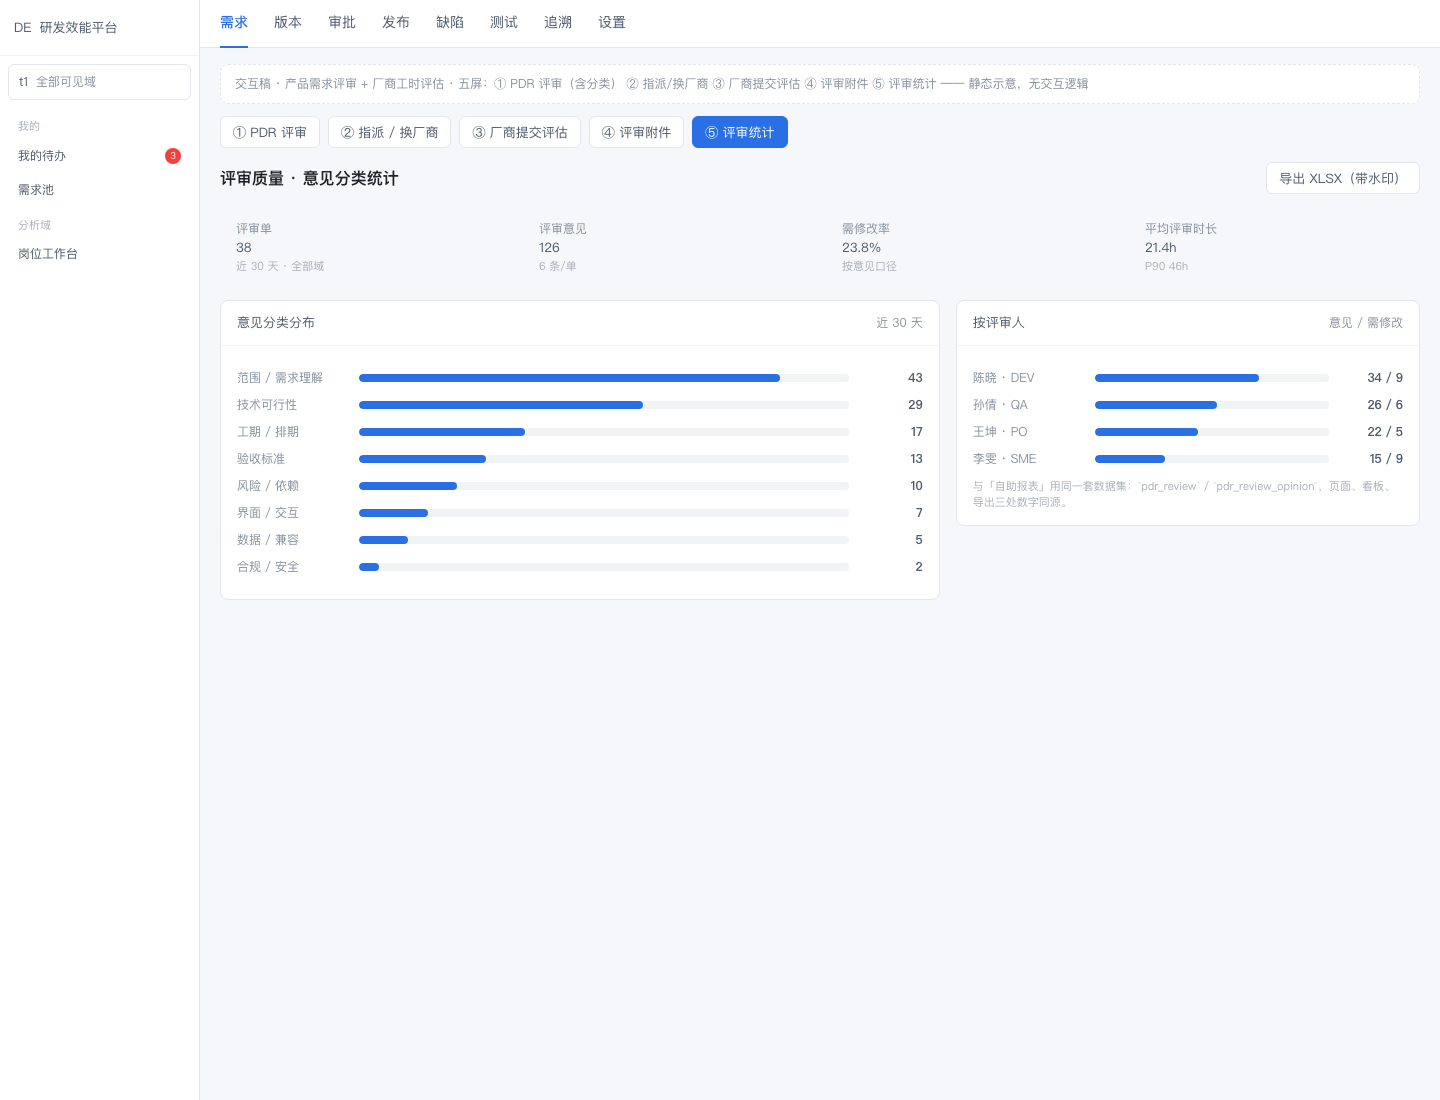 DE 研发效能平台
t1 全部可见域
我的
我的待办 3
需求池
分析域
岗位工作台
需求 版本 审批 发布 缺陷 测试 追溯 设置
交互稿 · 产品需求评审 + 厂商工时评估 · 五屏：① PDR 评审（含分类） ② 指派/换厂商 ③ 厂商提交评估 ④ 评审附件 ⑤ 评审统计 —— 静态示意，无交互逻辑
① PDR 评审 ② 指派 / 换厂商 ③ 厂商提交评估 ④ 评审附件 ⑤ 评审统计
评审质量 · 意见分类统计 导出 XLSX（带水印）
评审单 评审意见 需修改率 平均评审时长
38 126 23.8% 21.4h
近 30 天 · 全部域 6 条/单 按意见口径 P90 46h
意见分类分布 近 30 天
范围 / 需求理解 43
技术可行性 29
工期 / 排期 17
验收标准 13
风险 / 依赖 10
界面 / 交互 7
数据 / 兼容 5
合规 / 安全 2
按评审人 意见 / 需修改
陈晓 · DEV 34 / 9
孙倩 · QA 26 / 6
王坤 · PO 22 / 5
李雯 · SME 15 / 9
与「自助报表」用同一套数据集：`pdr_review` / `pdr_review_opinion`，页面、看板、
导出三处数字同源。